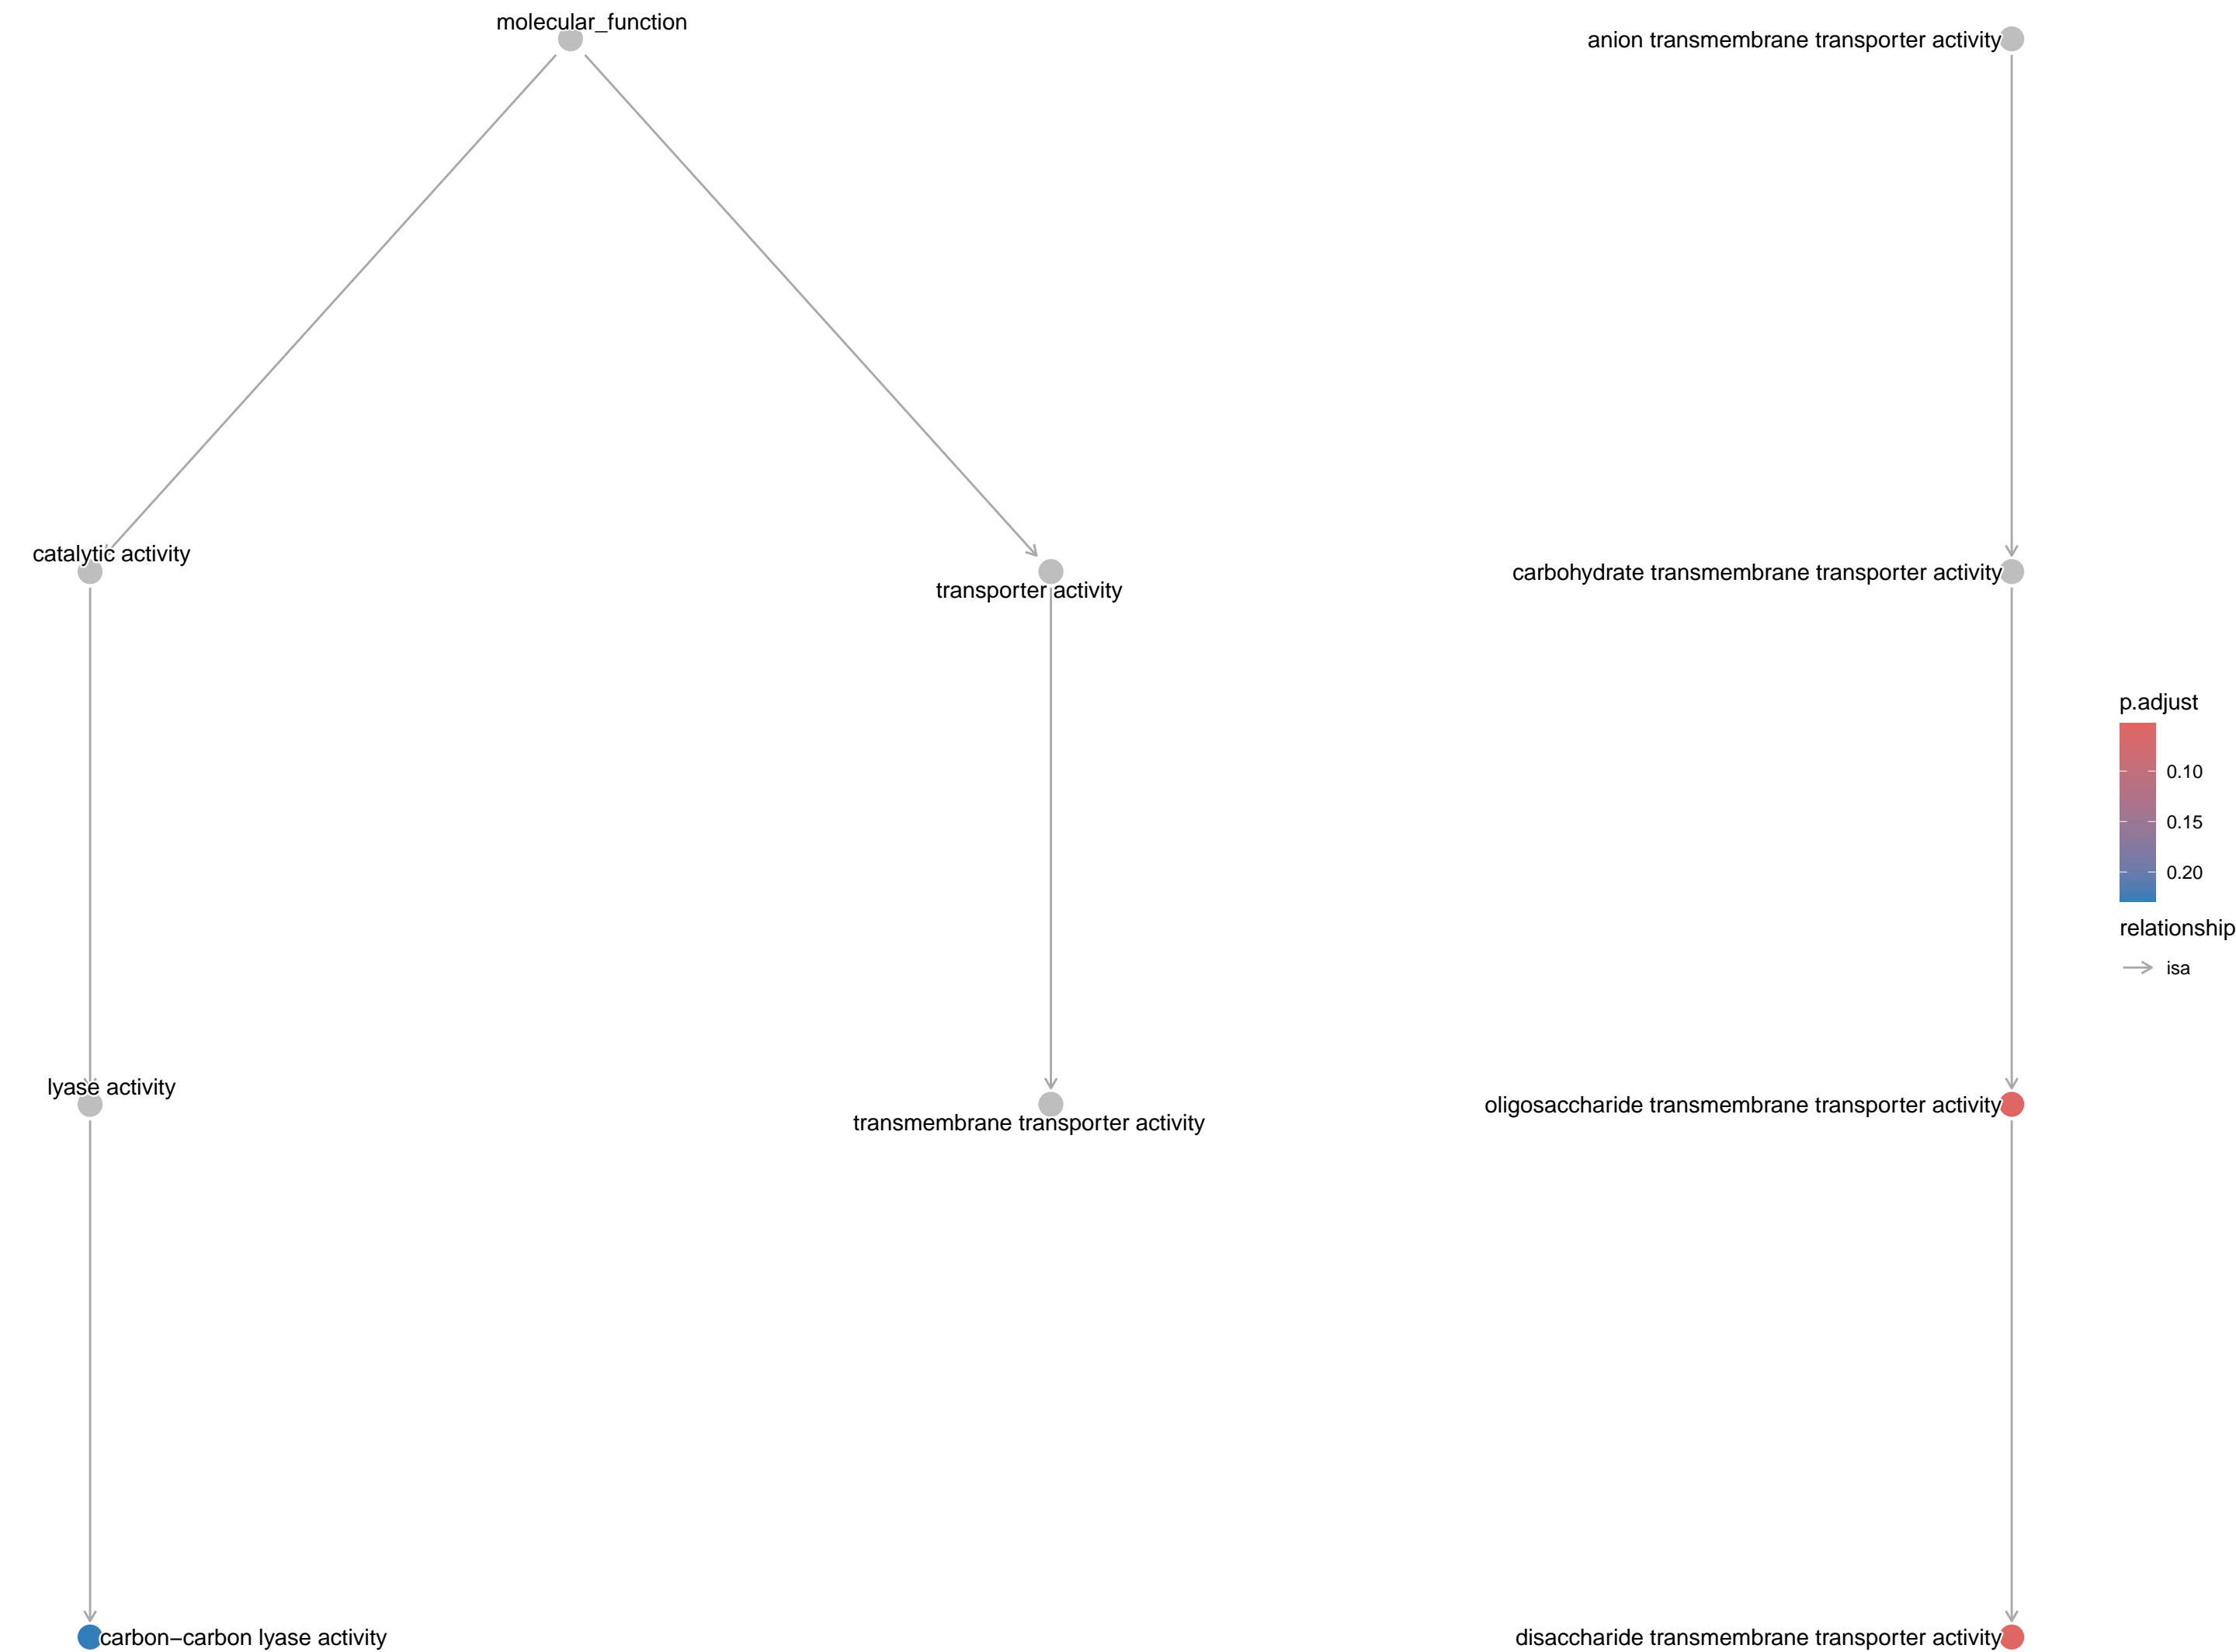 molecular_function
anion transmembrane transporter activity
catalytic activity
transporter activity
carbohydrate transmembrane transporter activity
p.adjust
0.10
0.15
0.20
relationship
isa
lyase activity
transmembrane transporter activity
oligosaccharide transmembrane transporter activity
carbon−carbon lyase activity
disaccharide transmembrane transporter activity